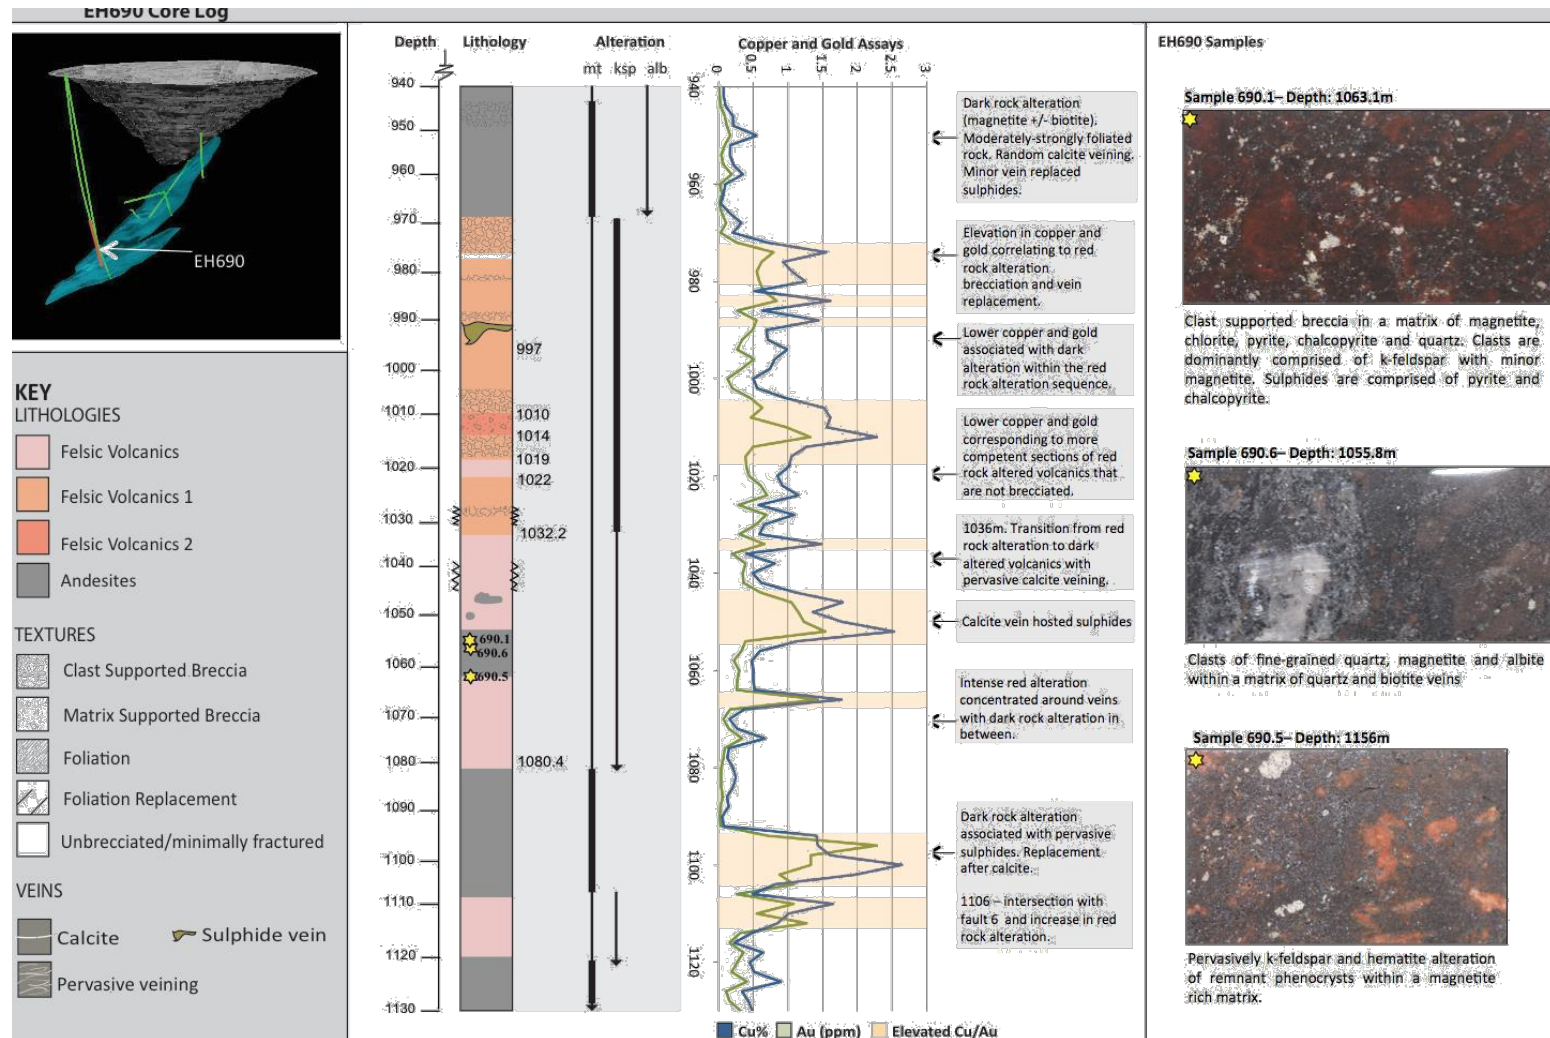 EH690 Core Log
EH690
KEY
LITHOLOGIES
Felsic Volcanics
Felsic Volcanics 1
Felsic Volcanics 2
Andesites
TEXTURES
Clast Supported Breccia
Matrix Supported Breccia
Foliation
Foliation Replacement
Unbrecciated/minimally fractured
VEINS
Calcite
Sulphide vein
Pervasive veining
Depth
Lithology
Alteration
mt ksp alb
940
950
960
970
980
990
1000
1010
1020
1030
1040
1050
1060
1070
1080
1090
1100
1110
1120
1130
997
1010
1014
1019
1022
1032.2
690.1
690.6
690.5
1080.4
Copper and Gold Assays
0 0.5 1 1.5 2 2.5 3
940
960
980
1000
1020
1040
1060
1080
1100
1120
Cu% Au (ppm) Elevated Cu/Au
Dark rock alteration
(magnetite +/- biotite).
Moderately-strongly foliated
rock. Random calcite veining.
Minor vein replaced
sulphides.
Elevation in copper and
gold correlating to red
rock alteration
brecciation and vein
replacement.
Lower copper and gold
associated with dark
alteration within the red
rock alteration sequence.
Lower copper and gold
corresponding to more
competent sections of red
rock altered volcanics that
are not brecciated.
1036m. Transition from red
rock alteration to dark
altered volcanics with
pervasive calcite veining.
Calcite vein hosted sulphides
Intense red alteration
concentrated around veins
with dark rock alteration in
between.
Dark rock alteration
associated with pervasive
sulphides. Replacement
after calcite.
1106 – intersection with
fault 6 and increase in red
rock alteration.
EH690 Samples
Sample 690.1– Depth: 1063.1m
Clast supported breccia in a matrix of magnetite,
chlorite, pyrite, chalcopyrite and quartz. Clasts are
dominantly comprised of k-feldspar with minor
magnetite. Sulphides are comprised of pyrite and
chalcopyrite.
Sample 690.6– Depth: 1055.8m
Clasts of fine-grained quartz, magnetite and albite
within a matrix of quartz and biotite veins
Sample 690.5– Depth: 1156m
Pervasively k-feldspar and hematite alteration
of remnant phenocrysts within a magnetite
rich matrix.